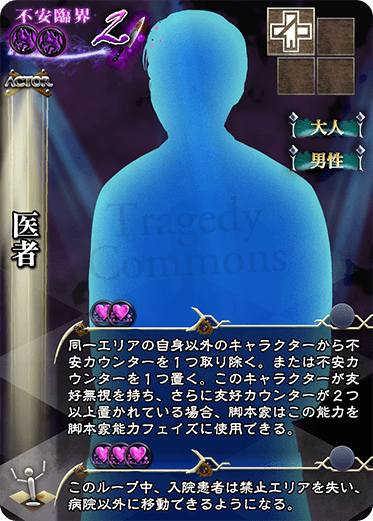 不安臨界
2
ACTOR
大人
男性
医者
Tragedy
Commons
同一エリアの自身以外のキャラクターから不
安カウンターを１つ取り除く。または不安カ
ウンターを１つ置く。このキャラクターが友
好無視を持ち、さらに友好カウンターが２つ
以上置かれている場合、脚本家はこの能力を
脚本家能力フェイズに使用できる。
このループ中、入院患者は禁止エリアを失い、
病院以外に移動できるようになる。